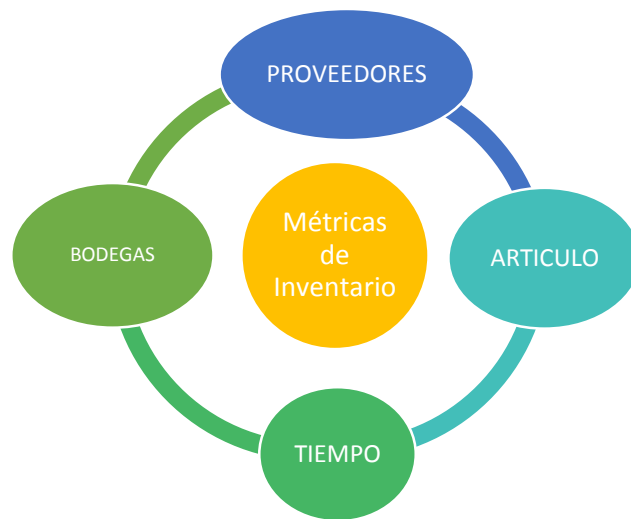 PROVEEDORES
Métricas
de
Inventario
BODEGAS
ARTICULO
TIEMPO